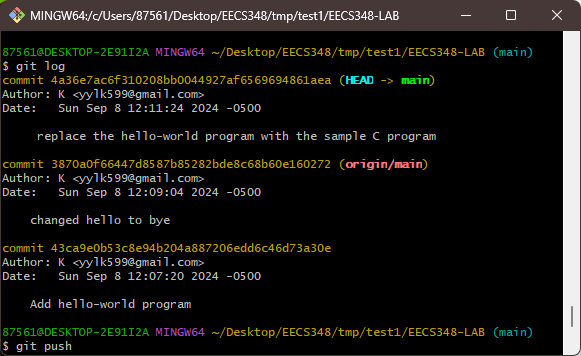 MINGW64:/c/Users/87561/Desktop/EECS348/tmp/test1/EECS348-LAB
87561@DESKTOP-2E91I2A MINGW64 ~/Desktop/EECS348/tmp/test1/EECS348-LAB (main)
$ git log
commit 4a36e7ac6f310208bb0044927af6569694861aea (HEAD -> main)
Author: K <yylk599@gmail.com>
Date:   Sun Sep 8 12:11:24 2024 -0500
replace the hello-world program with the sample C program
commit 3870a0f66447d8587b85282bde8c68b60e160272 (origin/main)
Author: K <yylk599@gmail.com>
Date:   Sun Sep 8 12:09:04 2024 -0500
changed hello to bye
commit 43ca9e0b53c8e94b204a887206edd6c46d73a30e
Author: K <yylk599@gmail.com>
Date:   Sun Sep 8 12:07:20 2024 -0500
Add hello-world program
87561@DESKTOP-2E91I2A MINGW64 ~/Desktop/EECS348/tmp/test1/EECS348-LAB (main)
$ git push